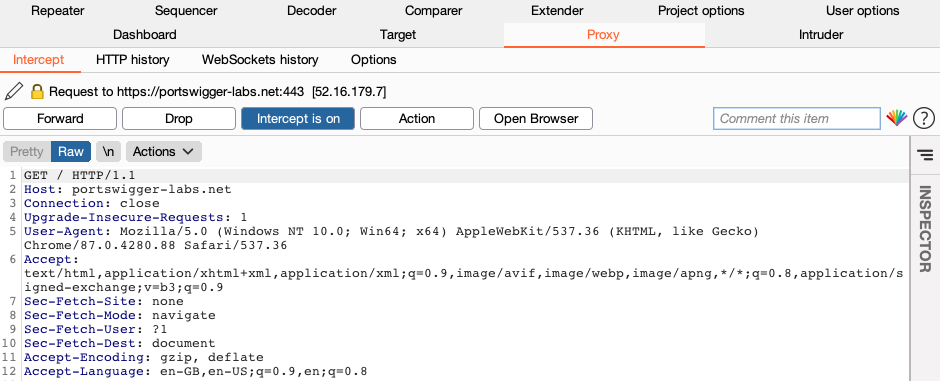 Repeater Sequencer Decoder Comparer Extender Project options User options
Dashboard Target Proxy Intruder
Intercept HTTP history WebSockets history Options
Request to https://portswigger-labs.net:443 [52.16.179.7]
Forward Drop Intercept is on Action Open Browser Comment this item ?
Pretty Raw \n Actions
INSPECTOR
1 GET / HTTP/1.1
2 Host: portswigger-labs.net
3 Connection: close
4 Upgrade-Insecure-Requests: 1
5 User-Agent: Mozilla/5.0 (Windows NT 10.0; Win64; x64) AppleWebKit/537.36 (KHTML, like Gecko)
Chrome/87.0.4280.88 Safari/537.36
6 Accept:
text/html,application/xhtml+xml,application/xml;q=0.9,image/avif,image/webp,image/apng,*/*;q=0.8,application/s
igned-exchange;v=b3;q=0.9
7 Sec-Fetch-Site: none
8 Sec-Fetch-Mode: navigate
9 Sec-Fetch-User: ?1
10 Sec-Fetch-Dest: document
11 Accept-Encoding: gzip, deflate
12 Accept-Language: en-GB,en-US;q=0.9,en;q=0.8